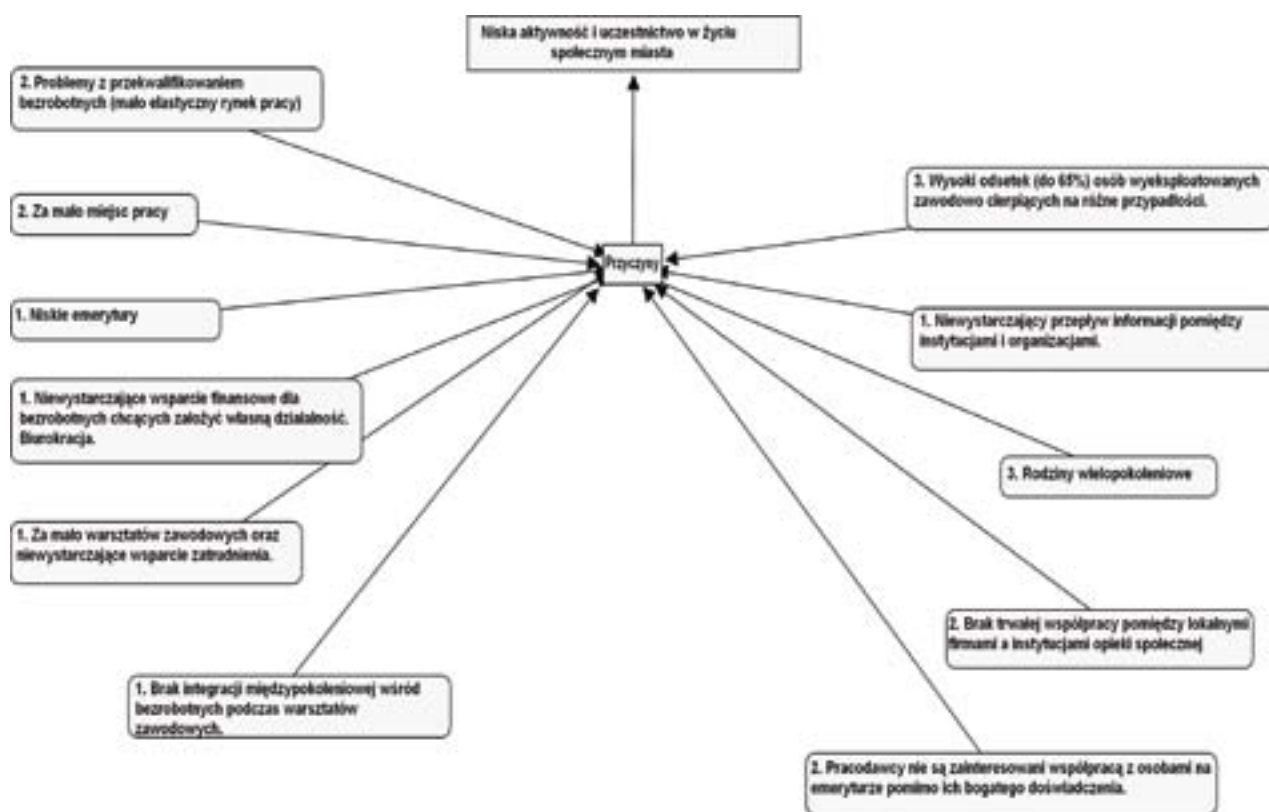 Niska aktywność i uczestnictwo w życiu
społecznym miasta
2. Problemy z przekwalifikowaniem
bezrobotnych (mało elastyczny rynek pracy)
2. Za mało miejsc pracy
1. Niskie emerytury
1. Niewystarczające wsparcie finansowe dla
bezrobotnych chcących założyć własną działalność.
Biurokracja.
1. Za mało warsztatów zawodowych oraz
niewystarczające wsparcie zatrudnienia.
1. Brak integracji międzypokoleniowej wśród
bezrobotnych podczas warsztatów
zawodowych.
Przyczyny
3. Wysoki odsetek (do 65%) osób wyeksploatowanych
zawodowo cierpiących na różne przypadłości.
1. Niewystarczający przepływ informacji pomiędzy
instytucjami i organizacjami.
3. Rodziny wielopokoleniowe
2. Brak trwałej współpracy pomiędzy lokalnymi
firmami a instytucjami opieki społecznej
2. Pracodawcy nie są zainteresowani współpracą z osobami na
emeryturze pomimo ich bogatego doświadczenia.